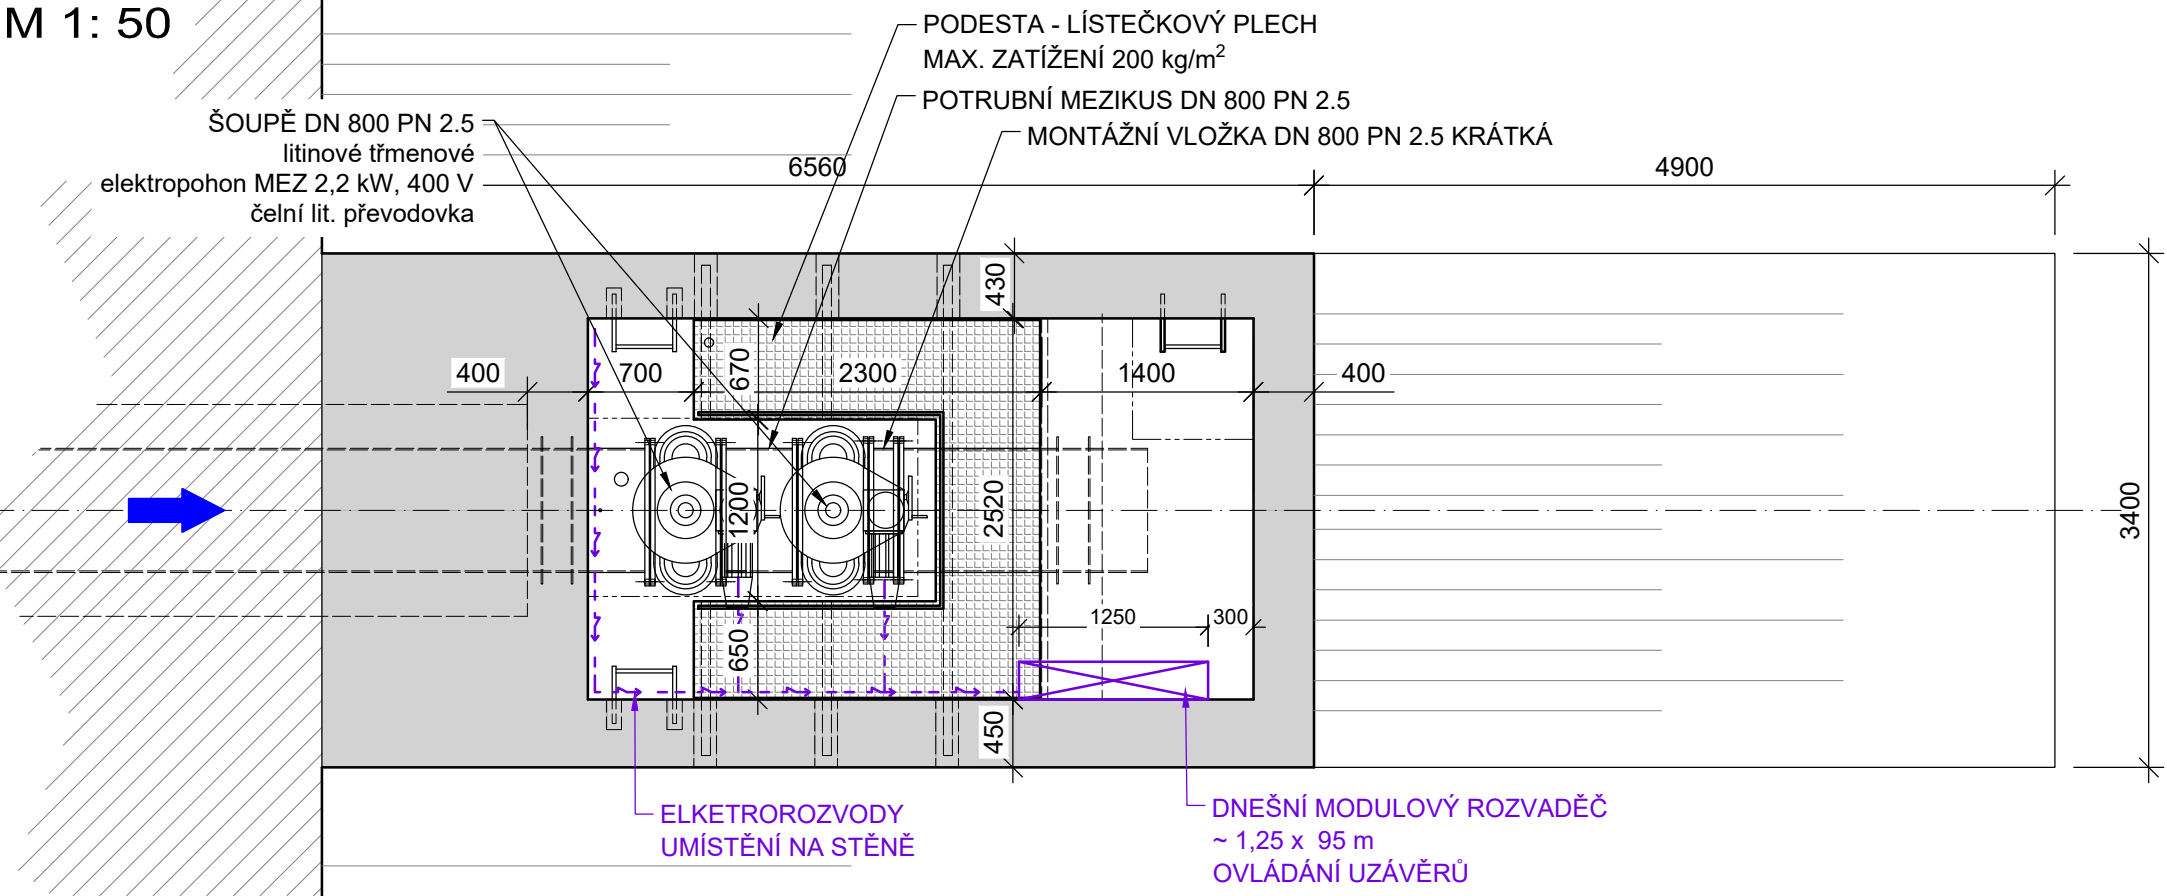 M 1: 50
PODESTA - LÍSTEČKOVÝ PLECH
MAX. ZATÍŽENÍ 200 kg/m²
POTRUBNÍ MEZIKUS DN 800 PN 2.5
MONTÁŽNÍ VLOŽKA DN 800 PN 2.5 KRÁTKÁ
ŠOUPĚ DN 800 PN 2.5
litinové třmenové
elektropohon MEZ 2,2 kW, 400 V
čelní lit. převodovka
6560
4900
430
400
700
670
2300
1400
400
1200
2520
3400
1250
300
650
450
ELKETROROZVODY
UMÍSTĚNÍ NA STĚNĚ
DNEŠNÍ MODULOVÝ ROZVADĚČ
~ 1,25 x  95 m
OVLÁDÁNÍ UZÁVĚRŮ